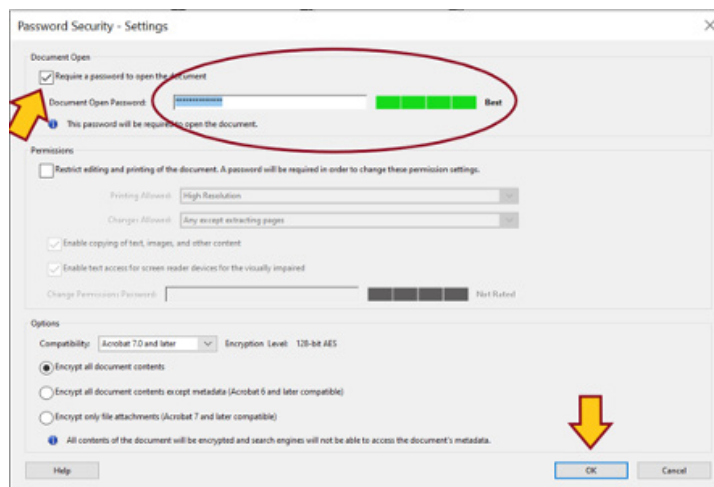 Password Security - Settings
Document Open
Require a password to open the document
Document Open Password: **************
Best
This password will be required to open the document.
Permissions
Restrict editing and printing of the document. A password will be required in order to change these permission settings.
Printing Allowed: High Resolution
Changes Allowed: Any except extracting pages
Enable copying of text, images, and other content
Enable text access for screen reader devices for the visually impaired
Change Permissions Password: Not Rated
Options
Compatibility: Acrobat 7.0 and later Encryption Level: 128-bit AES
Encrypt all document contents
Encrypt all document contents except metadata (Acrobat 6 and later compatible)
Encrypt only file attachments (Acrobat 7 and later compatible)
All contents of the document will be encrypted and search engines will not be able to access the document's metadata.
Help OK Cancel